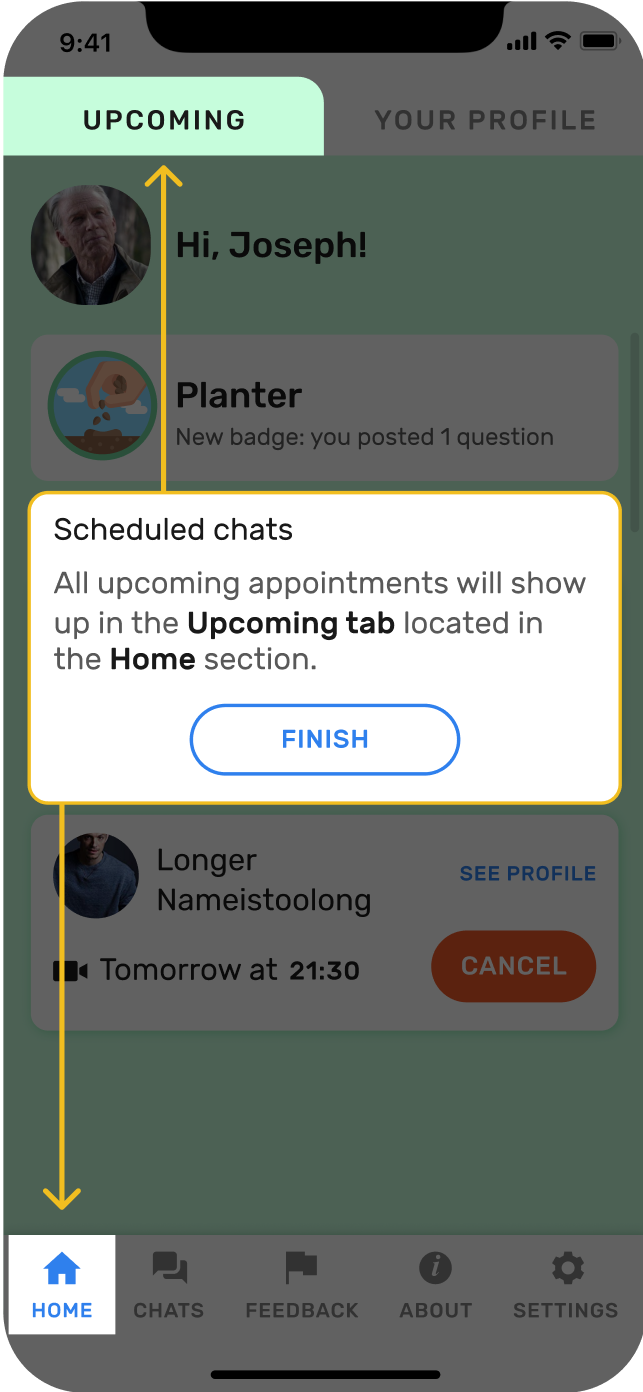 9:41
UPCOMING
YOUR PROFILE
Hi, Joseph!
Planter
New badge: you posted 1 question
Scheduled chats
All upcoming appointments will show
up in the Upcoming tab located in
the Home section.
FINISH
Longer
Nameistoolong
SEE PROFILE
Tomorrow at 21:30
CANCEL
HOME
CHATS
FEEDBACK
ABOUT
SETTINGS